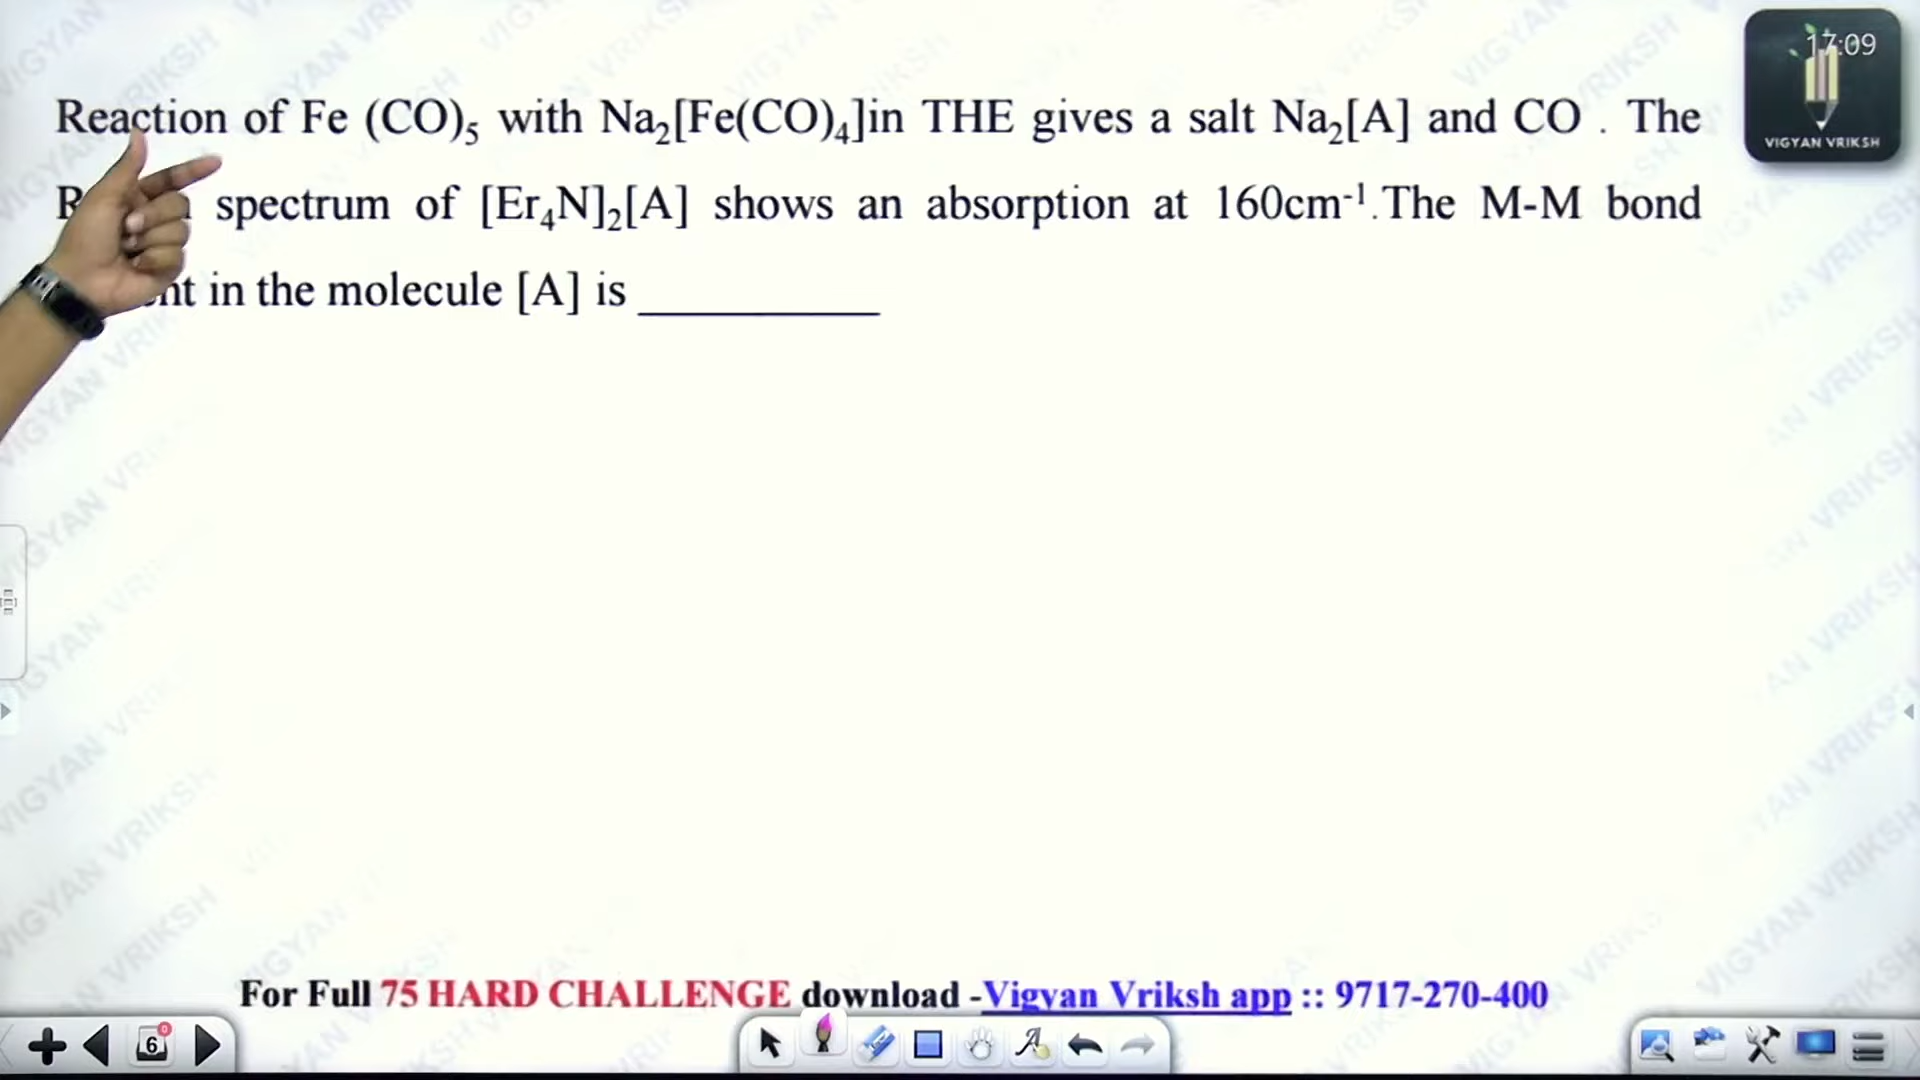 17:09
VIGYAN VRIKSH
Reaction of Fe (CO)₅ with Na₂[Fe(CO)₄]in THE gives a salt Na₂[A] and CO . The
spectrum of [Er₄N]₂[A] shows an absorption at 160cm⁻¹.The M-M bond
in the molecule [A] is __________
For Full 75 HARD CHALLENGE download -Vigyan Vriksh app :: 9717-270-400
6
0